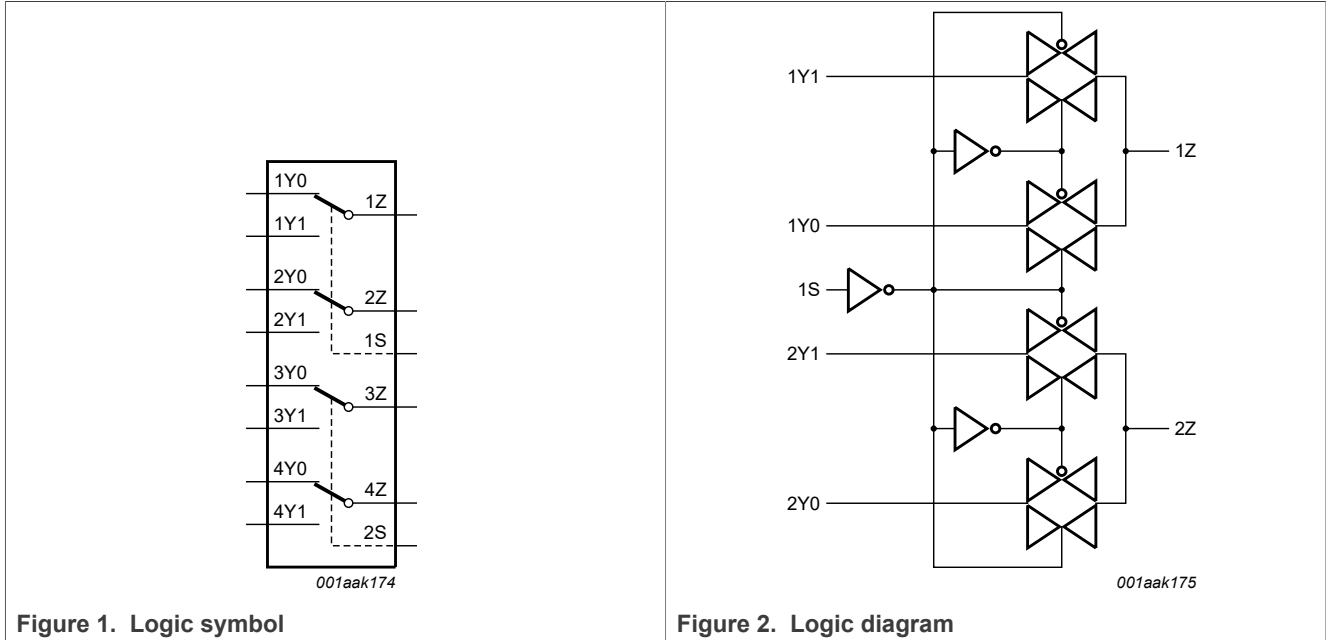 1Y0
1Z
1Y1
2Y0
2Z
2Y1
1S
3Y0
3Z
3Y1
4Y0
4Z
4Y1
2S
001aak174
Figure 1. Logic symbol
1Y1
1Z
1Y0
1S
2Y1
2Z
2Y0
001aak175
Figure 2. Logic diagram